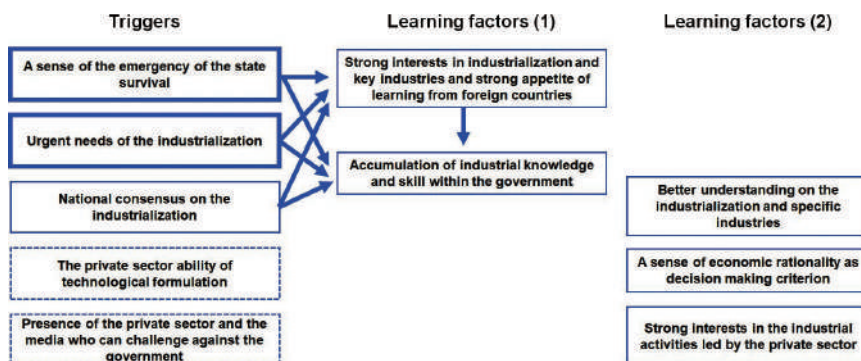 Triggers
A sense of the emergency of the state
survival
Urgent needs of the industrialization
National consensus on the
industrialization
The private sector ability of
technological formulation
Presence of the private sector and the
media who can challenge against the
government
Learning factors (1)
Strong interests in industrialization and
key industries and strong appetite of
learning from foreign countries
Accumulation of industrial knowledge
and skill within the government
Learning factors (2)
Better understanding on the
industrialization and specific
industries
A sense of economic rationality as
decision making criterion
Strong interests in the industrial
activities led by the private sector